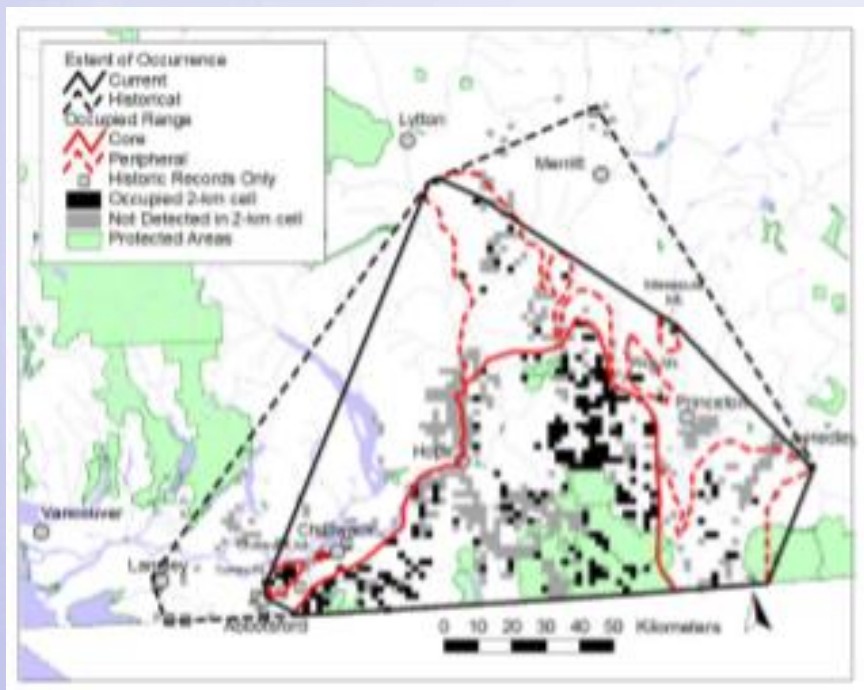 Extent of Occurrence
Current
Historical
Occupied Range
Core
Peripheral
Historic Records Only
Occupied 2-km cell
Not Detected in 2-km cell
Protected Areas
Lytton
Merritt
Princeton
Hedley
Hope
Vancouver
Chilliwack
Langley
Abbotsford
0 10 20 30 40 50 Kilometers